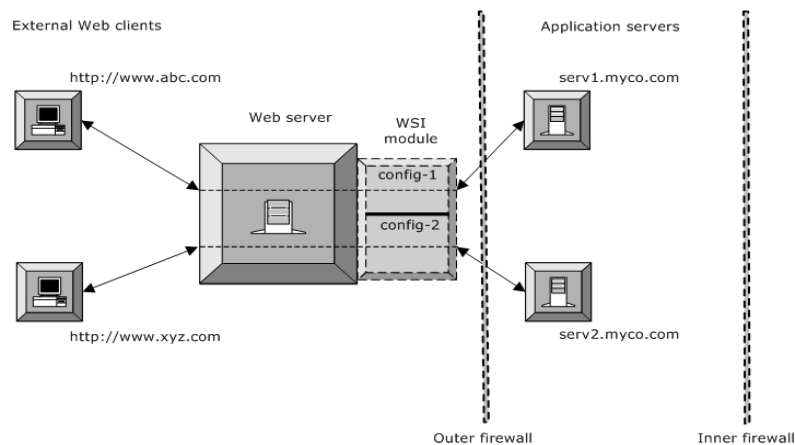 External Web clients
Application servers
http://www.abc.com
serv1.myco.com
Web server
WSI
module
config-1
config-2
http://www.xyz.com
serv2.myco.com
Outer firewall
Inner firewall